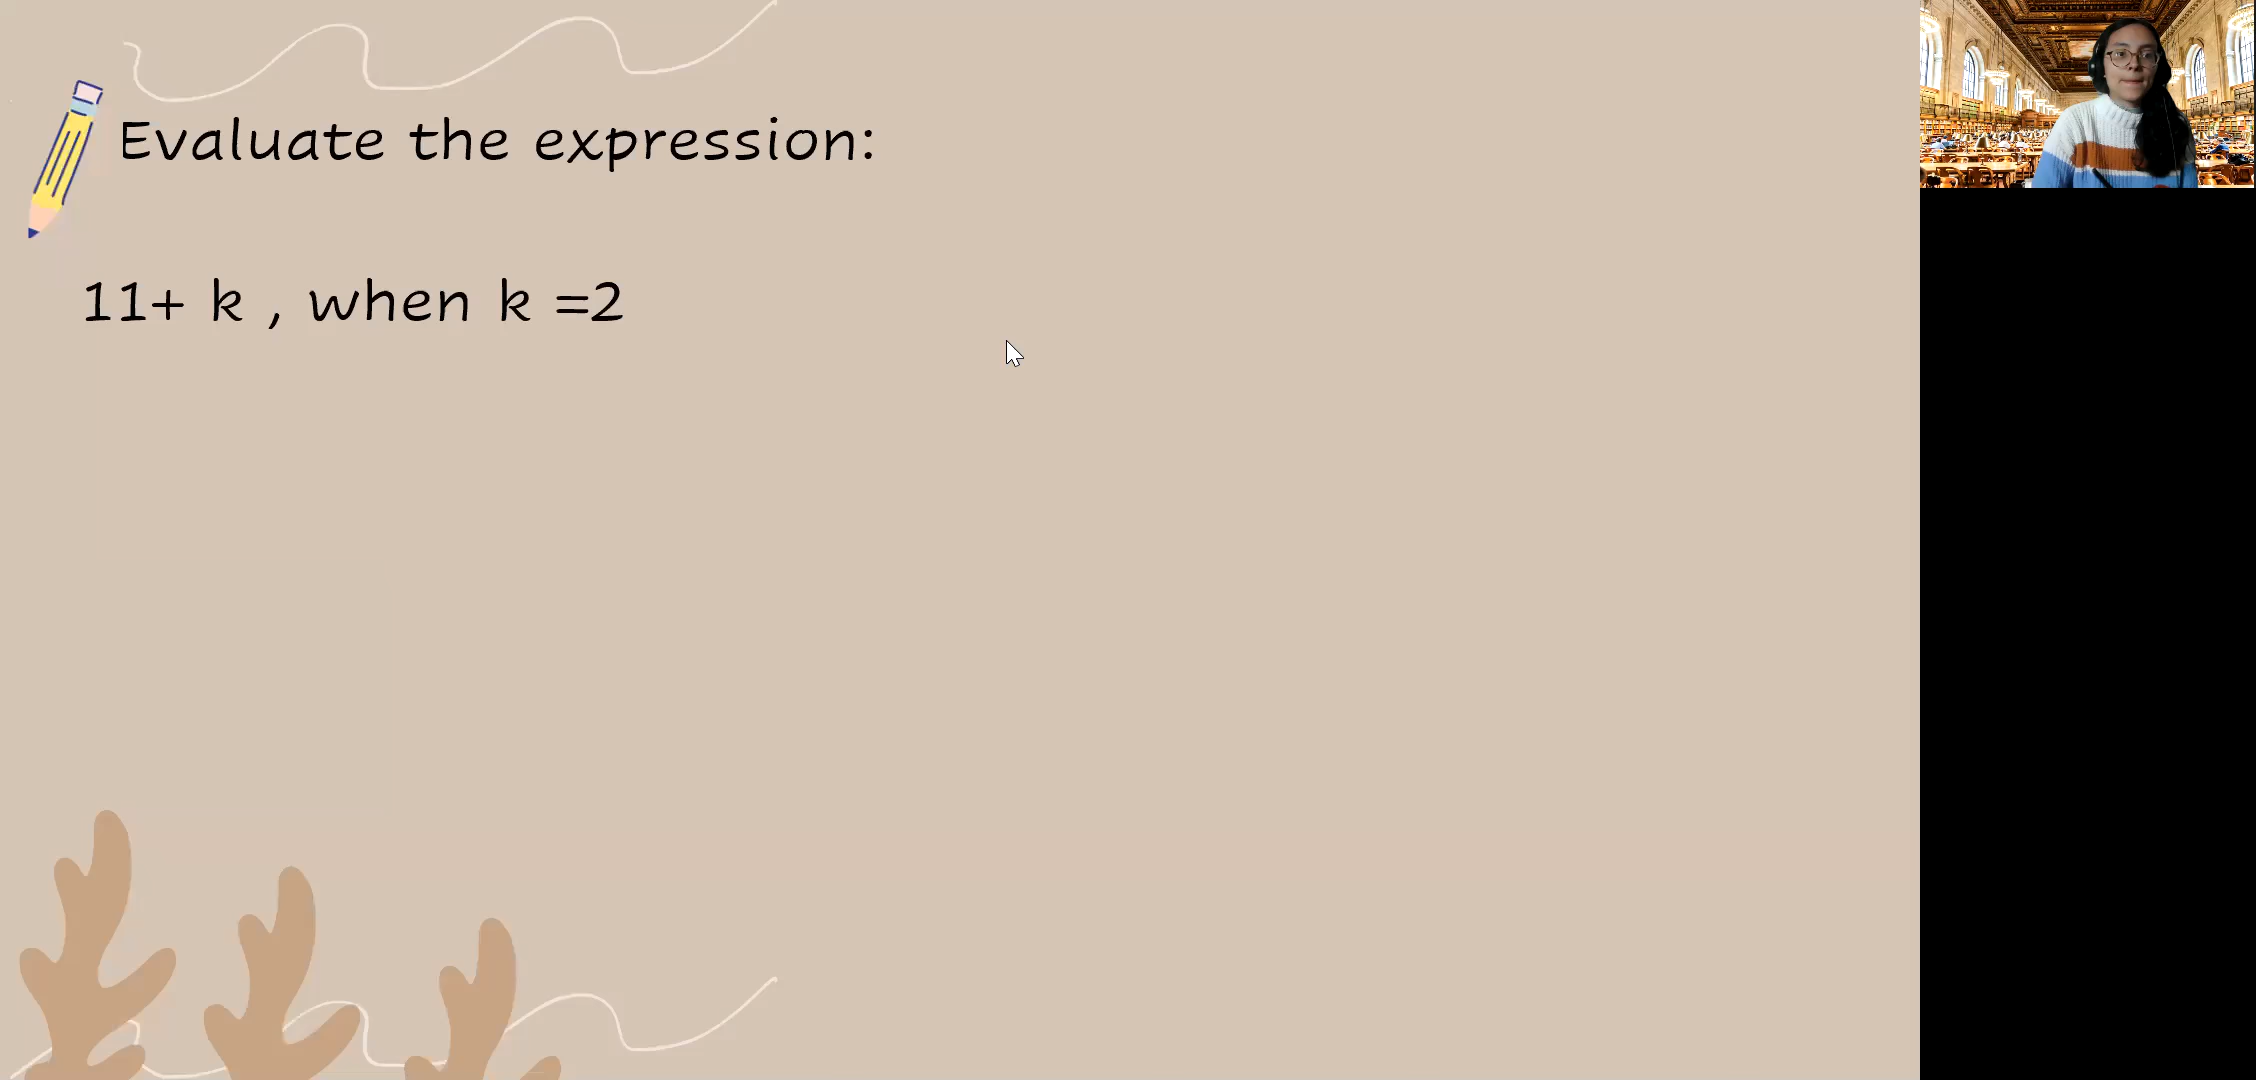 Evaluate the expression:
11+ k , when k =2